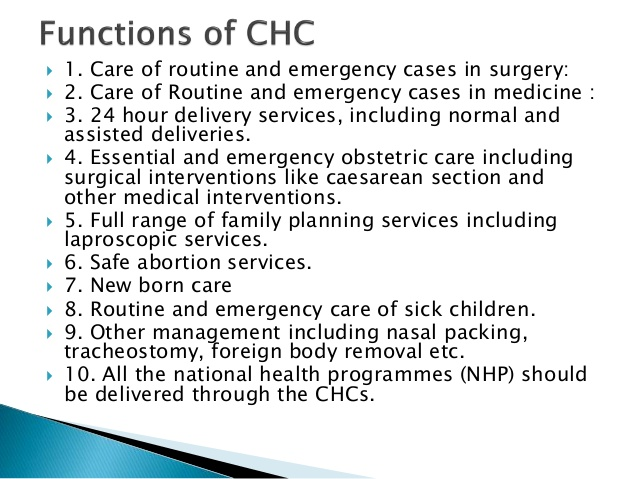 Functions of CHC
1. Care of routine and emergency cases in surgery:
2. Care of Routine and emergency cases in medicine :
3. 24 hour delivery services, including normal and
assisted deliveries.
4. Essential and emergency obstetric care including
surgical interventions like caesarean section and
other medical interventions.
5. Full range of family planning services including
laproscopic services.
6. Safe abortion services.
7. New born care
8. Routine and emergency care of sick children.
9. Other management including nasal packing,
tracheostomy, foreign body removal etc.
10. All the national health programmes (NHP) should
be delivered through the CHCs.